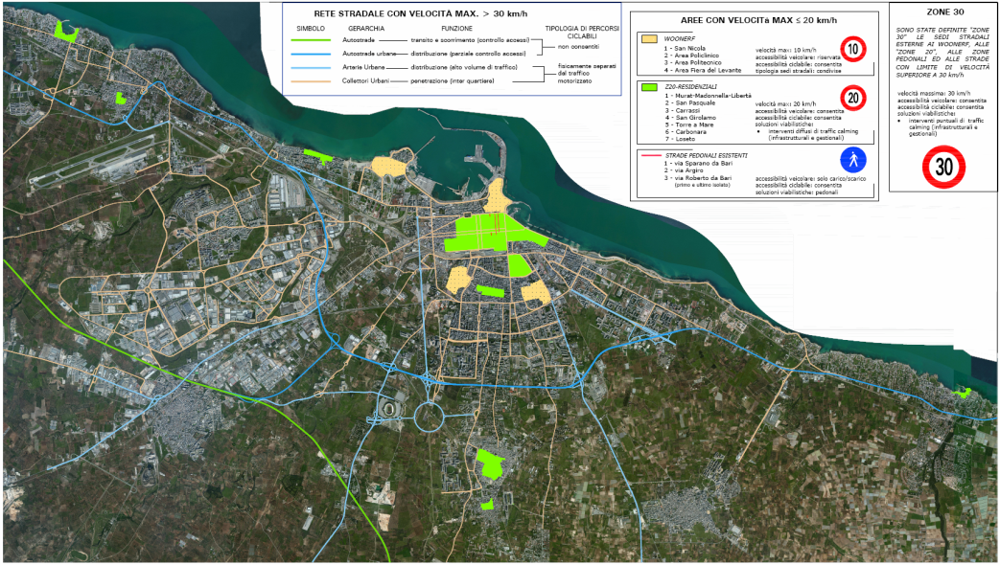 RETE STRADALE CON VELOCITÀ MAX. > 30 km/h
SIMBOLO GERARCHIA FUNZIONE TIPOLOGIA DI PERCORSI CICLABILI
Autostrade transito e scorrimento (controllo accessi)
non consentiti
Autostrade urbane distribuzione (parziale controllo accessi)
Arteria Urbana distribuzione (alto volume di traffico)
fisicamente separati
dal traffico
motorizzato
Collettori Urbani penetrazione (inter quartiera)
AREE CON VELOCITà MAX ≤ 20 km/h
WOONERF
1 - San Nicola
2 - Area Policlinico
3 - Area Politecnico
4 - Area Fiera del Levante
velocità max: 10 km/h
accessibilità veicolare: riservata
accessibilità ciclabile: consentita
tipologia sedi stradali: condivise
10
Z20-RESIDENZIALI
1 - Murat-Madonnella-Libertà
2 - San Pasquale
3 - Carrassi
4 - San Girolamo
5 - Torre a Mare
6 - Carbonara
7 - Loseto
velocità max: 20 km/h
accessibilità veicolare: consentita
accessibilità ciclabile: consentita
soluzioni viabilistiche:
• interventi diffusi di traffic calming
(infrastrutturali e gestionali)
20
STRADE PEDONALI ESISTENTI
1 - via Sparano da Bari
2 - via Argiro
3 - via Roberto da Bari
(primo e ultimo isolato)
accessibilità veicolare: solo carico/scarico
accessibilità ciclabile: consentita
soluzioni viabilistiche: pedonali
ZONE 30
SONO STATE DEFINITE "ZONE
30" LE SEDI STRADALI
ESTERNE AI WOONERF, ALLE
"ZONE 20", ALLE ZONE
PEDONALI ED ALLE STRADE
CON LIMITE DI VELOCITÀ
SUPERIORE A 30 km/h
velocità massima: 30 km/h
accessibilità veicolare: consentita
accessibilità ciclabile: consentita
soluzioni viabilistiche:
• interventi puntuali di traffic
calming (infrastrutturali e
gestionali)
30